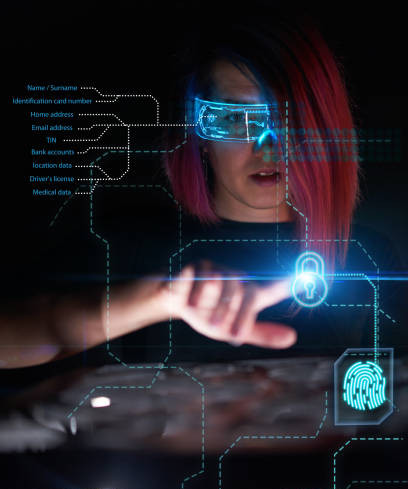 Name / Surname
Identification card number
Home address
Email address
TIN
Bank accounts
location data
Driver's license
Medical data